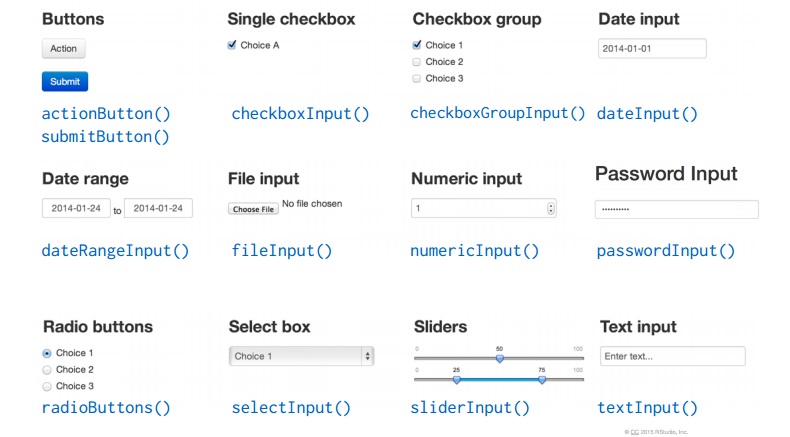 Buttons
Action
Submit
actionButton()
submitButton()
Single checkbox
Choice A
checkboxInput()
Checkbox group
Choice 1
Choice 2
Choice 3
checkboxGroupInput()
Date input
2014-01-01
dateInput()
Date range
2014-01-24 to 2014-01-24
dateRangeInput()
File input
Choose File No file chosen
fileInput()
Numeric input
1
numericInput()
Password Input
••••••••••
passwordInput()
Radio buttons
Choice 1
Choice 2
Choice 3
radioButtons()
Select box
Choice 1
selectInput()
Sliders
0 50 100
0 25 75 100
sliderInput()
Text input
Enter text...
textInput()
© CC 2015 RStudio, Inc.